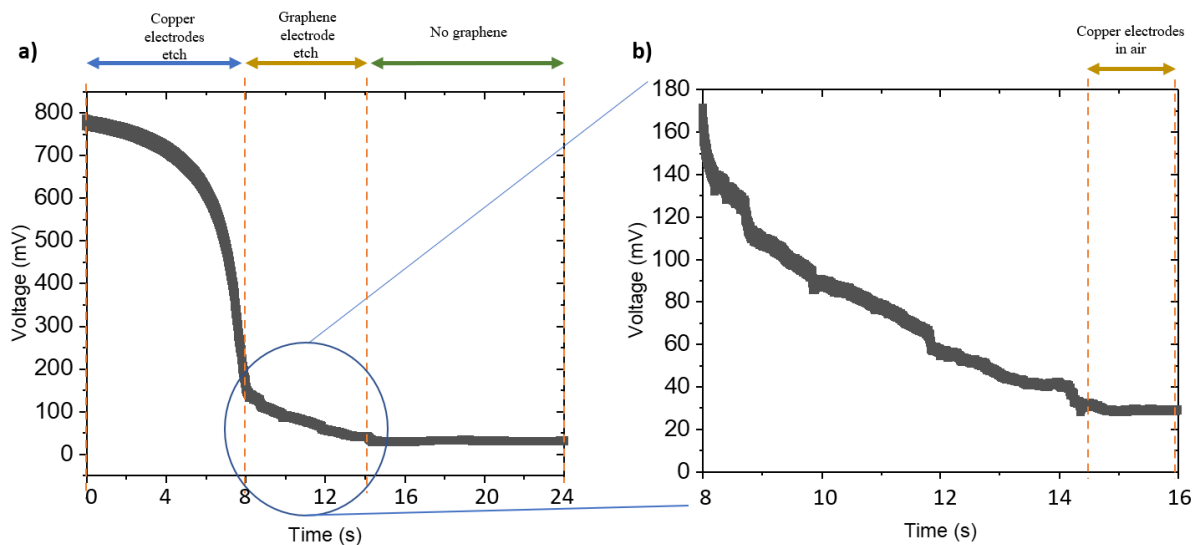 a)
Copper
electrodes
etch
Graphene
electrode
etch
No graphene
800
700
600
500
400
300
200
100
0
Voltage (mV)
0 4 8 12 16 20 24
Time (s)
b)
Copper electrodes
in air
180
160
140
120
100
80
60
40
20
0
Voltage (mV)
8 10 12 14 16
Time (s)